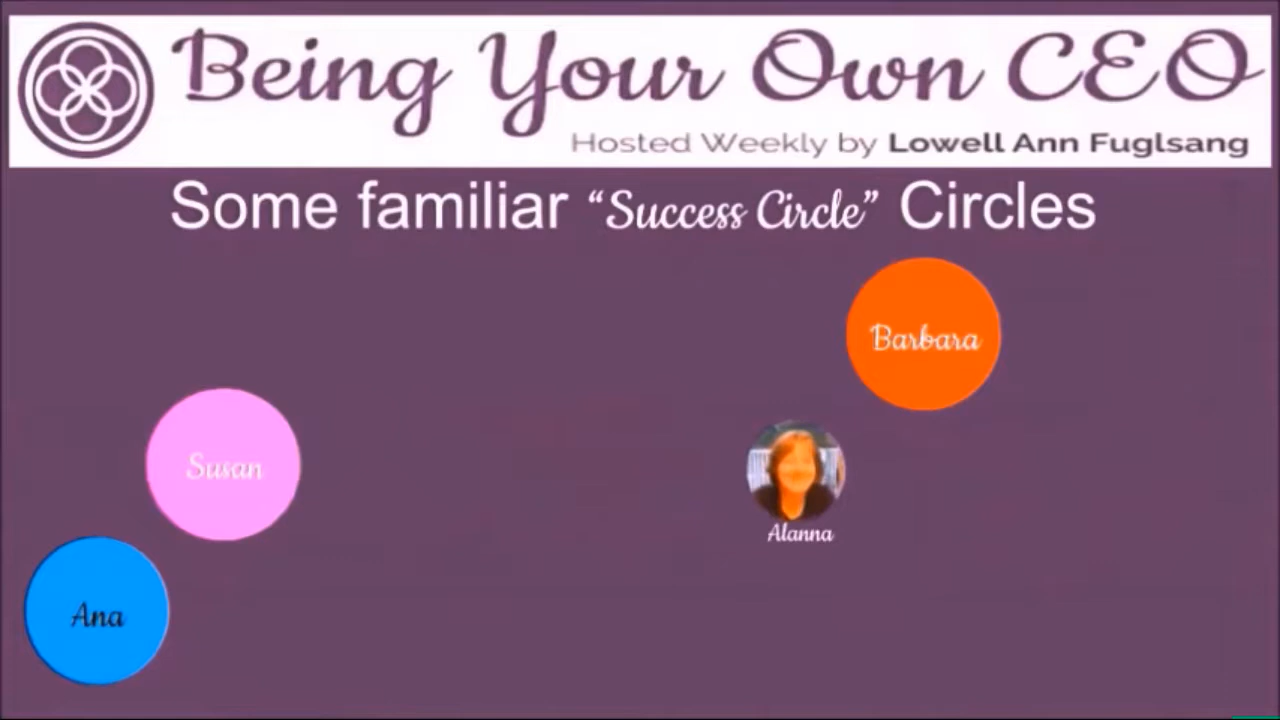 Being Your Own CEO
Hosted Weekly by Lowell Ann Fuglsang
Some familiar “Success Circle” Circles
Barbara
Susan
Alanna
Ana